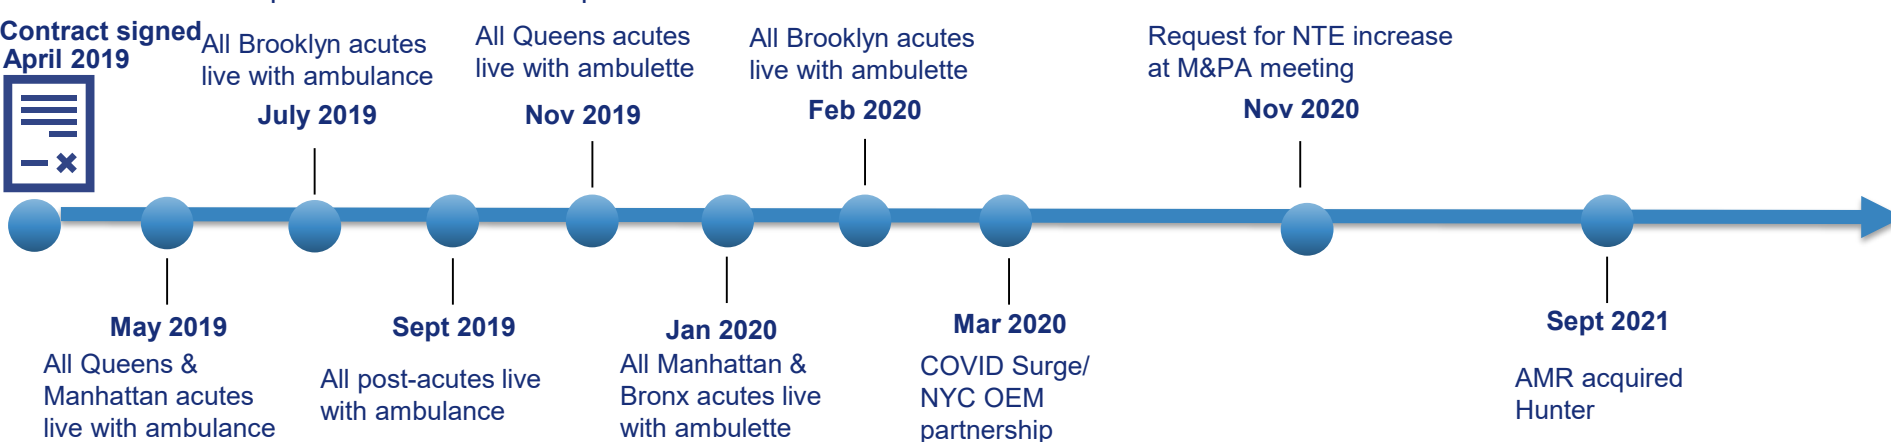 Contract signed
April 2019
All Brooklyn acutes
live with ambulance
July 2019
All Queens acutes
live with ambulette
Nov 2019
All Brooklyn acutes
live with ambulette
Feb 2020
Request for NTE increase
at M&PA meeting
Nov 2020
May 2019
All Queens &
Manhattan acutes
live with ambulance
Sept 2019
All post-acutes live
with ambulance
Jan 2020
All Manhattan &
Bronx acutes live
with ambulette
Mar 2020
COVID Surge/
NYC OEM
partnership
Sept 2021
AMR acquired
Hunter